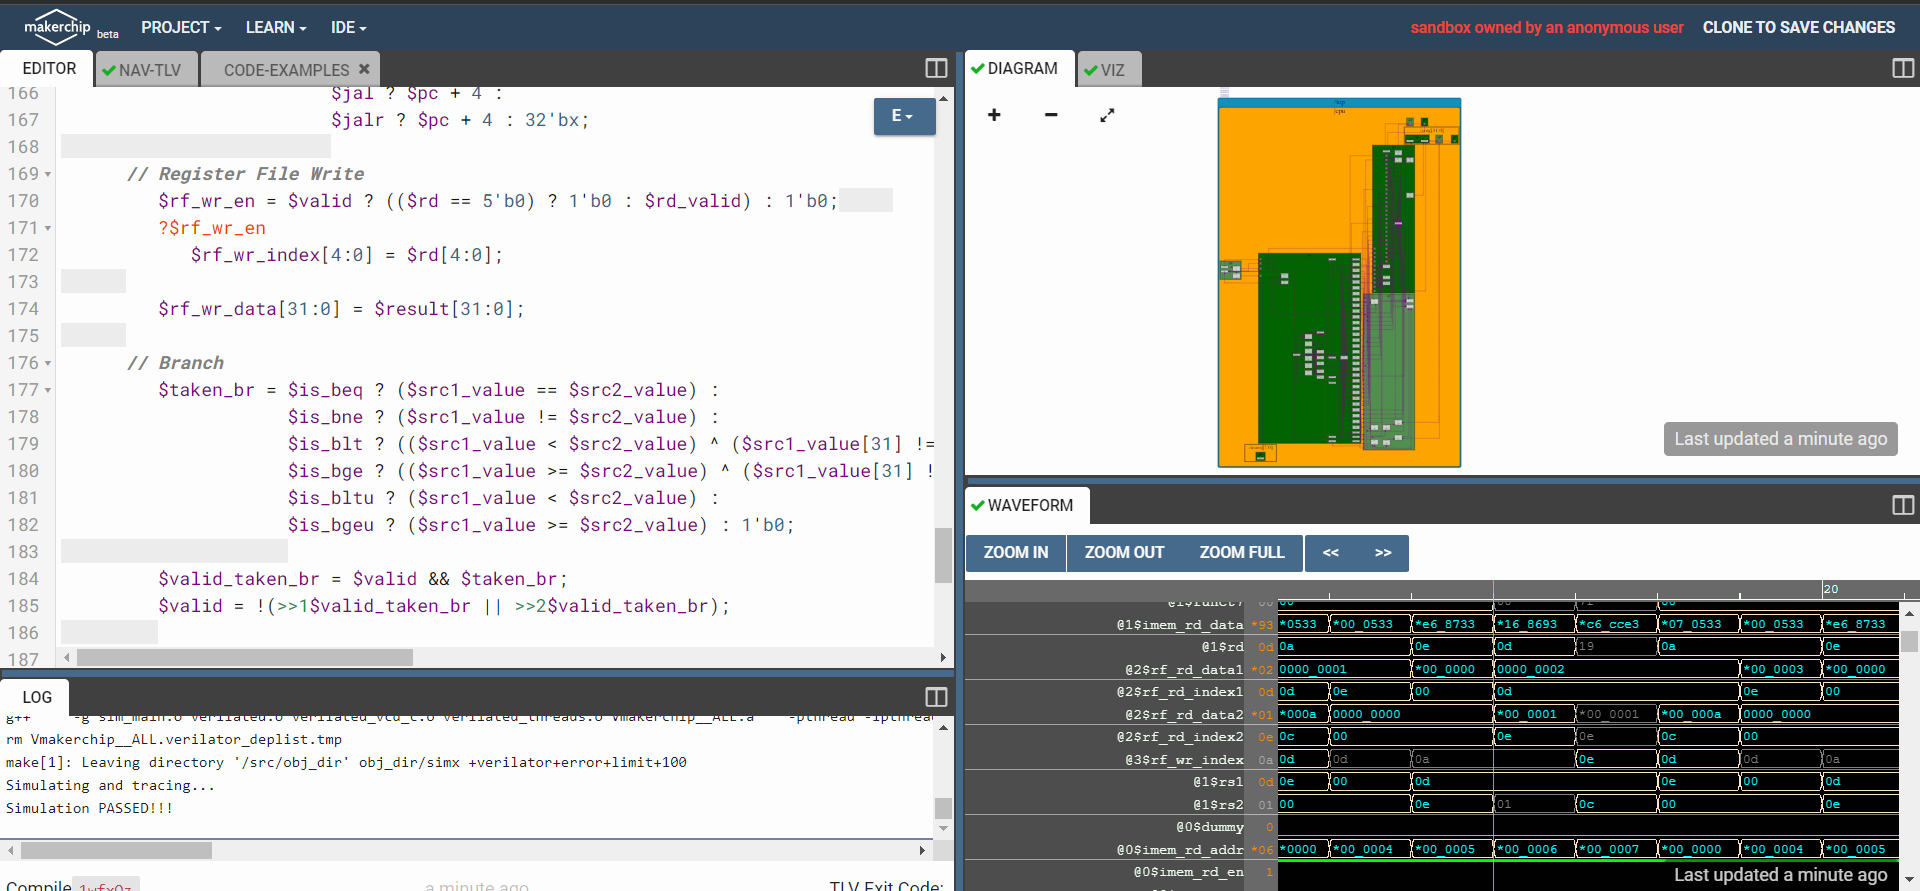 makerchip beta PROJECT LEARN IDE sandbox owned by an anonymous user CLONE TO SAVE CHANGES
EDITOR NAV-TLV CODE-EXAMPLES
166 $jal ? $pc + 4 :
167 $jalr ? $pc + 4 : 32'bx;
168
169 // Register File Write
170 $rf_wr_en = $valid ? (($rd == 5'b0) ? 1'b0 : $rd_valid) : 1'b0;
171 ?$rf_wr_en
172 $rf_wr_index[4:0] = $rd[4:0];
173
174 $rf_wr_data[31:0] = $result[31:0];
175
176 // Branch
177 $taken_br = $is_beq ? ($src1_value == $src2_value) :
178 $is_bne ? ($src1_value != $src2_value) :
179 $is_blt ? (($src1_value < $src2_value) ^ ($src1_value[31] !=
180 $is_bge ? (($src1_value >= $src2_value) ^ ($src1_value[31] !
181 $is_bltu ? ($src1_value < $src2_value) :
182 $is_bgeu ? ($src1_value >= $src2_value) : 1'b0;
183
184 $valid_taken_br = $valid && $taken_br;
185 $valid = !(>>1$valid_taken_br || >>2$valid_taken_br);
186
187
E
LOG
g++ -g sim_main.o verilated.o verilated_vcd_c.o verilated_threads.o Vmakerchip__ALL.a -pthread -lpthrea
rm Vmakerchip__ALL.verilator_deplist.tmp
make[1]: Leaving directory '/src/obj_dir' obj_dir/simx +verilator+error+limit+100
Simulating and tracing...
Simulation PASSED!!!
Compile a minute ago TLV Exit Code:
DIAGRAM VIZ
Last updated a minute ago
WAVEFORM
ZOOM IN ZOOM OUT ZOOM FULL << >>
20
@1$funct7
@1$imem_rd_data *93 *0533 *00_0533 *e6_8733 *16_8693 *c6_cce3 *07_0533 *00_0533 *e6_8733
@1$rd 0d 0a 0e 0d 19 0a 0e
@2$rf_rd_data1 *02 0000_0001 *00_0000 0000_0002 *00_0003 *00_0000
@2$rf_rd_index1 0d 0d 0e 00 0d 0e 00
@2$rf_rd_data2 *01 *000a 0000_0000 *00_0001 *00_0001 *00_000a 0000_0000
@2$rf_rd_index2 0e 0c 00 0e 0e 0c 00
@3$rf_wr_index 0a 0d 0d 0a 0e 0d 0d 0a
@1$rs1 0d 0e 00 0d 0e 00 0d
@1$rs2 01 00 0e 01 0c 00 0e
@0$dummy 0
@0$imem_rd_addr *06 *0000 *00_0004 *00_0005 *00_0006 *00_0007 *00_0000 *00_0004 *00_0005
@0$imem_rd_en 1
Last updated a minute ago